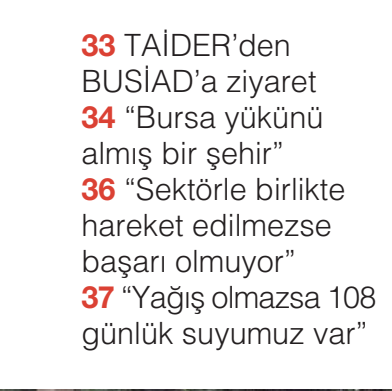 33 TAİDER’den
BUSİAD’a ziyaret
34 “Bursa yükünü
almış bir şehir”
36 “Sektörle birlikte
hareket edilmezse
başarı olmuyor”
37 “Yağış olmazsa 108
günlük suyumuz var”